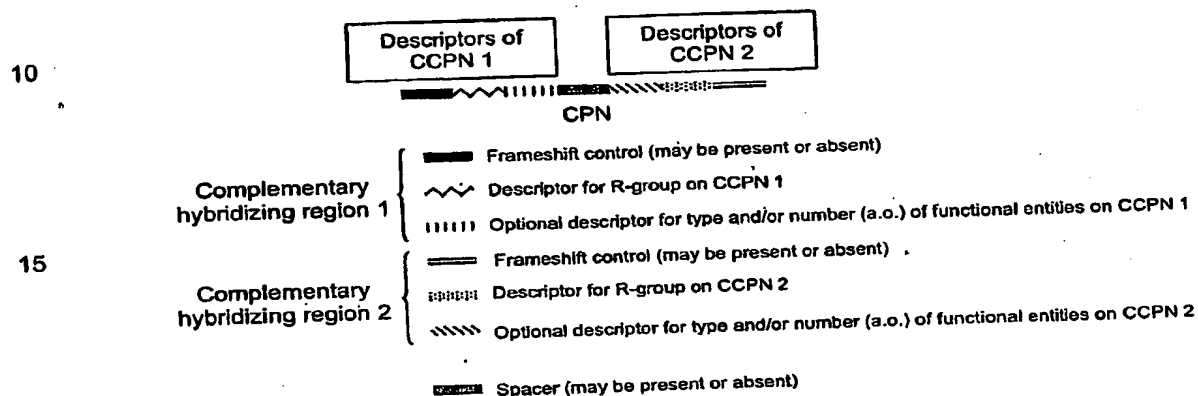 Descriptors of
CCPN 1
Descriptors of
CCPN 2
10
CPN
Frameshift control (may be present or absent)
Complementary
hybridizing region 1
Descriptor for R-group on CCPN 1
Optional descriptor for type and/or number (a.o.) of functional entities on CCPN 1
15
Frameshift control (may be present or absent)
Complementary
hybridizing region 2
Descriptor for R-group on CCPN 2
Optional descriptor for type and/or number (a.o.) of functional entities on CCPN 2
Spacer (may be present or absent)